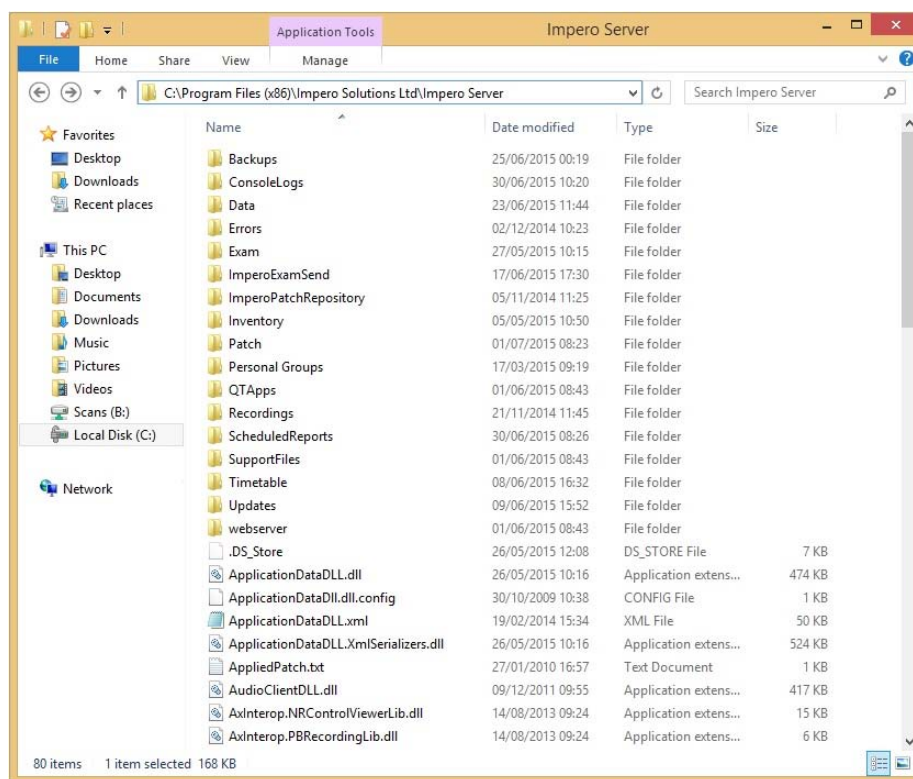 Application Tools Impero Server
File Home Share View Manage
C:\Program Files (x86)\Impero Solutions Ltd\Impero Server Search Impero Server
Favorites
Desktop
Downloads
Recent places
This PC
Desktop
Documents
Downloads
Music
Pictures
Videos
Scans (B:)
Local Disk (C:)
Network
Name Date modified Type Size
Backups 25/06/2015 00:19 File folder
ConsoleLogs 30/06/2015 10:20 File folder
Data 23/06/2015 11:44 File folder
Errors 02/12/2014 10:23 File folder
Exam 27/05/2015 10:15 File folder
ImperoExamSend 17/06/2015 17:30 File folder
ImperoPatchRepository 05/11/2014 11:25 File folder
Inventory 05/05/2015 10:50 File folder
Patch 01/07/2015 08:23 File folder
Personal Groups 17/03/2015 09:19 File folder
QTApps 01/06/2015 08:43 File folder
Recordings 21/11/2014 11:45 File folder
ScheduledReports 30/06/2015 08:26 File folder
SupportFiles 01/06/2015 08:43 File folder
Timetable 08/06/2015 16:32 File folder
Updates 09/06/2015 15:52 File folder
webserver 01/06/2015 08:43 File folder
.DS_Store 26/05/2015 12:08 DS_STORE File 7 KB
ApplicationDataDLL.dll 26/05/2015 10:16 Application extens... 474 KB
ApplicationDataDll.dll.config 30/10/2009 10:38 CONFIG File 1 KB
ApplicationDataDLL.xml 19/02/2014 15:34 XML File 50 KB
ApplicationDataDLL.XmlSerializers.dll 26/05/2015 10:16 Application extens... 524 KB
AppliedPatch.txt 27/01/2010 16:57 Text Document 1 KB
AudioClientDLL.dll 09/12/2011 09:55 Application extens... 417 KB
AxInterop.NRControlViewerLib.dll 14/08/2013 09:24 Application extens... 15 KB
AxInterop.PBRecordingLib.dll 14/08/2013 09:24 Application extens... 6 KB
80 items 1 item selected 168 KB